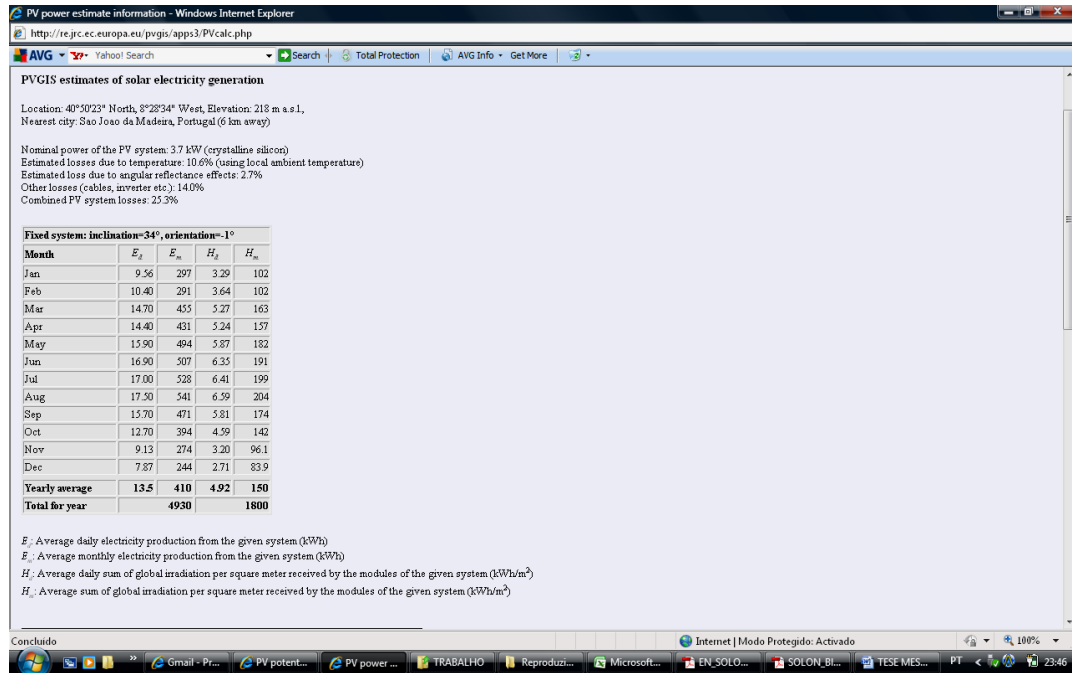 PV power estimate information - Windows Internet Explorer
http://re.jrc.ec.europa.eu/pvgis/apps3/PVcalc.php
AVG Yahoo! Search Search Total Protection AVG Info Get More
PVGIS estimates of solar electricity generation
Location: 40°50'23" North, 8°28'34" West, Elevation: 218 m a.s.l,
Nearest city: Sao Joao da Madeira, Portugal (6 km away)
Nominal power of the PV system: 3.7 kW (crystalline silicon)
Estimated losses due to temperature: 10.6% (using local ambient temperature)
Estimated loss due to angular reflectance effects: 2.7%
Other losses (cables, inverter etc.): 14.0%
Combined PV system losses: 25.3%
Fixed system: inclination=34°, orientation=-1°
Month Ed Em Hd Hm
Jan 9.56 297 3.29 102
Feb 10.40 291 3.64 102
Mar 14.70 455 5.27 163
Apr 14.40 431 5.24 157
May 15.90 494 5.87 182
Jun 16.90 507 6.35 191
Jul 17.00 528 6.41 199
Aug 17.50 541 6.59 204
Sep 15.70 471 5.81 174
Oct 12.70 394 4.59 142
Nov 9.13 274 3.20 96.1
Dec 7.87 244 2.71 83.9
Yearly average 13.5 410 4.92 150
Total for year 4930 1800
Ed: Average daily electricity production from the given system (kWh)
Em: Average monthly electricity production from the given system (kWh)
Hd: Average daily sum of global irradiation per square meter received by the modules of the given system (kWh/m²)
Hm: Average sum of global irradiation per square meter received by the modules of the given system (kWh/m²)
Concluído Internet | Modo Protegido: Activado 100%
» Gmail - Pr... PV potent... PV power ... TRABALHO Reproduzi... Microsoft... EN_SOLO... SOLON_BI... TESE MES... PT < 23:46